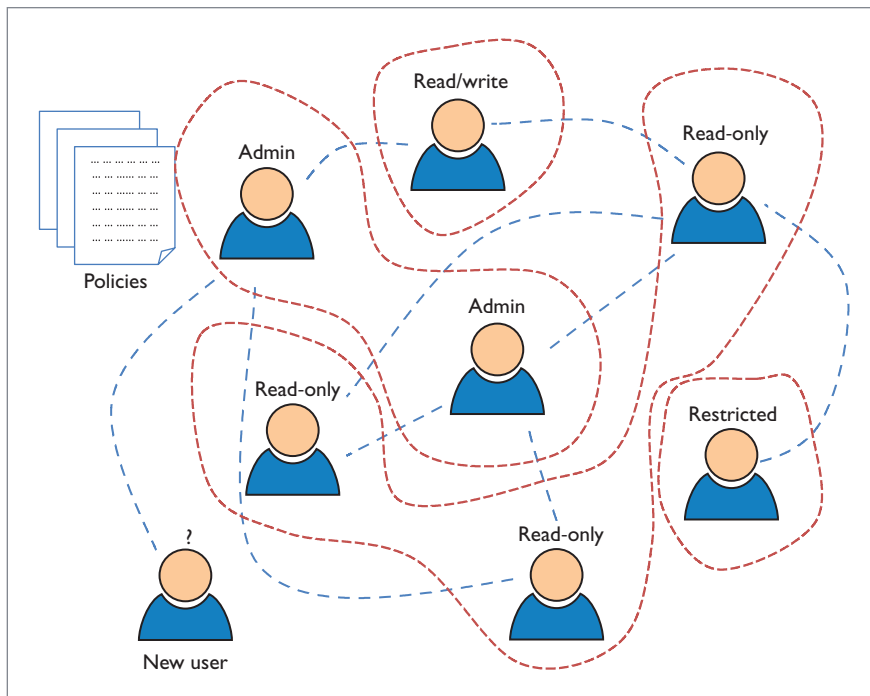 Read/write
Read-only
Admin
Policies
Admin
Read-only
Restricted
Read-only
?
New user